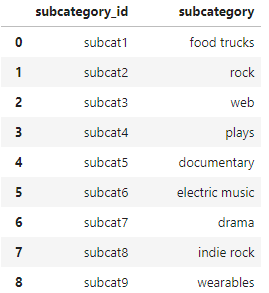 subcategory_id subcategory
0 subcat1 food trucks
1 subcat2 rock
2 subcat3 web
3 subcat4 plays
4 subcat5 documentary
5 subcat6 electric music
6 subcat7 drama
7 subcat8 indie rock
8 subcat9 wearables